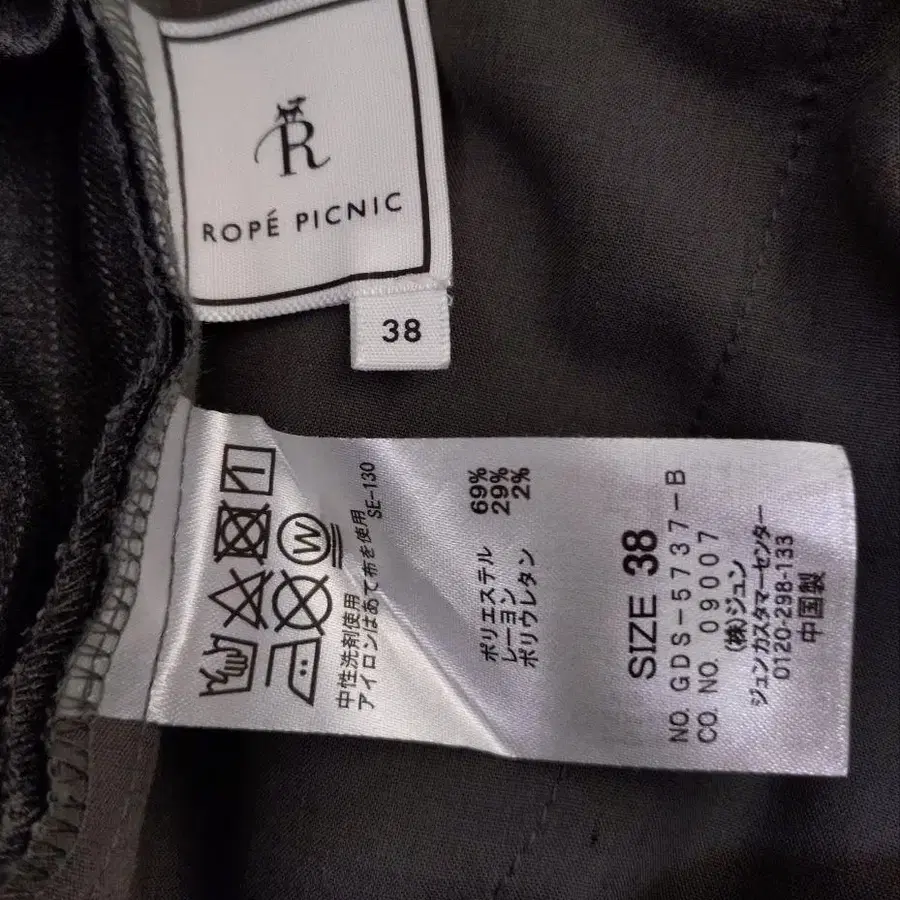 R
ROPÉ PICNIC
38
中性洗剤使用
アイロンはあて布を使用
SE-130
ポリエステル 69%
レーヨン 29%
ポリウレタン 2%
SIZE 38
NO. GDS-5737-B
CO. NO. 09007
(株)ジュン
ジュンカスタマーセンター
0120-298-133
中国製
W